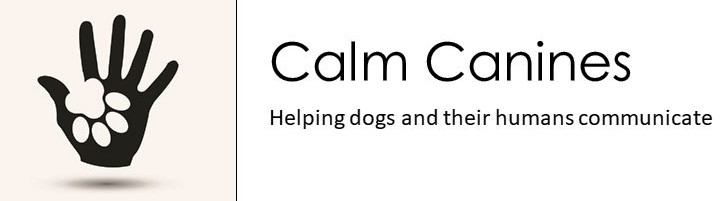 Calm Canines
Helping dogs and their humans communicate